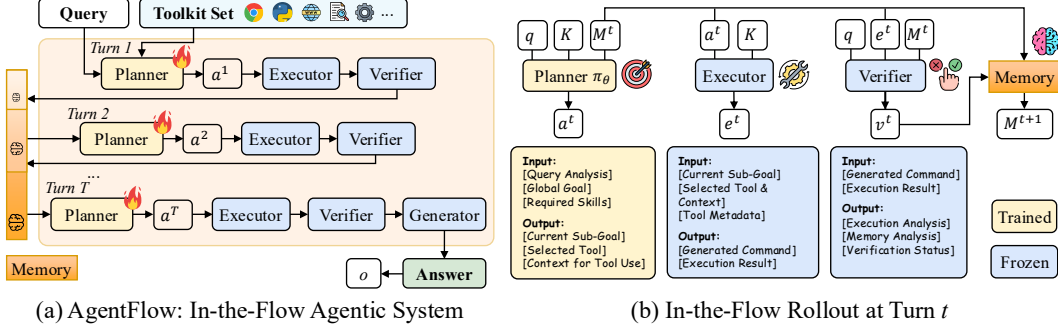 Query
Toolkit Set
...
Turn 1
Planner
a^1
Executor
Verifier
Turn 2
Planner
a^2
Executor
Verifier
...
Turn T
Planner
a^T
Executor
Verifier
Generator
Memory
o
Answer
(a) AgentFlow: In-the-Flow Agentic System
q
K
M^t
Planner π_θ
a^t
a^t
K
Executor
e^t
q
e^t
M^t
Verifier
v^t
Memory
M^{t+1}
Input:
[Query Analysis]
[Global Goal]
[Required Skills]
Output:
[Current Sub-Goal]
[Selected Tool]
[Context for Tool Use]
Input:
[Current Sub-Goal]
[Selected Tool &
Context]
[Tool Metadata]
Output:
[Generated Command]
[Execution Result]
Input:
[Generated Command]
[Execution Result]
Output:
[Execution Analysis]
[Memory Analysis]
[Verification Status]
Trained
Frozen
(b) In-the-Flow Rollout at Turn t